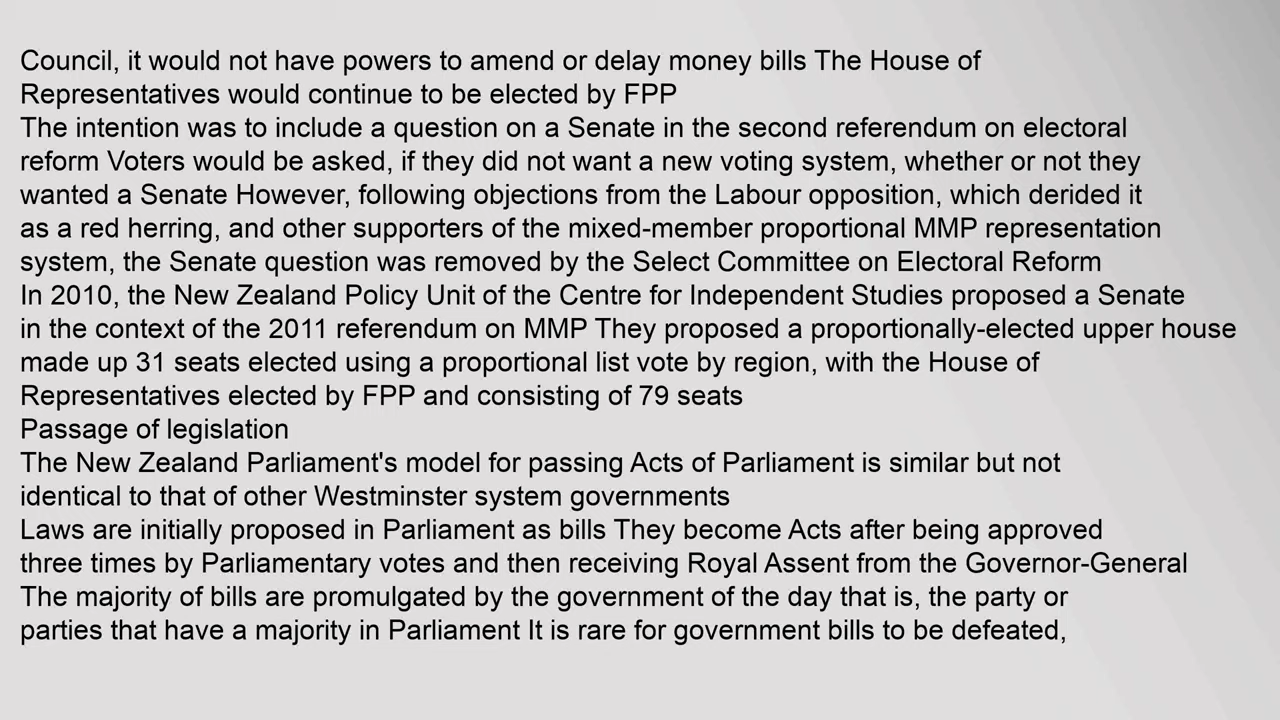 Council, it would not have powers to amend or delay money bills The House of
Representatives would continue to be elected by FPP
The intention was to include a question on a Senate in the second referendum on electoral
reform Voters would be asked, if they did not want a new voting system, whether or not they
wanted a Senate However, following objections from the Labour opposition, which derided it
as a red herring, and other supporters of the mixed-member proportional MMP representation
system, the Senate question was removed by the Select Committee on Electoral Reform
In 2010, the New Zealand Policy Unit of the Centre for Independent Studies proposed a Senate
in the context of the 2011 referendum on MMP They proposed a proportionally-elected upper house
made up 31 seats elected using a proportional list vote by region, with the House of
Representatives elected by FPP and consisting of 79 seats
Passage of legislation
The New Zealand Parliament's model for passing Acts of Parliament is similar but not
identical to that of other Westminster system governments
Laws are initially proposed in Parliament as bills They become Acts after being approved
three times by Parliamentary votes and then receiving Royal Assent from the Governor-General
The majority of bills are promulgated by the government of the day that is, the party or
parties that have a majority in Parliament It is rare for government bills to be defeated,